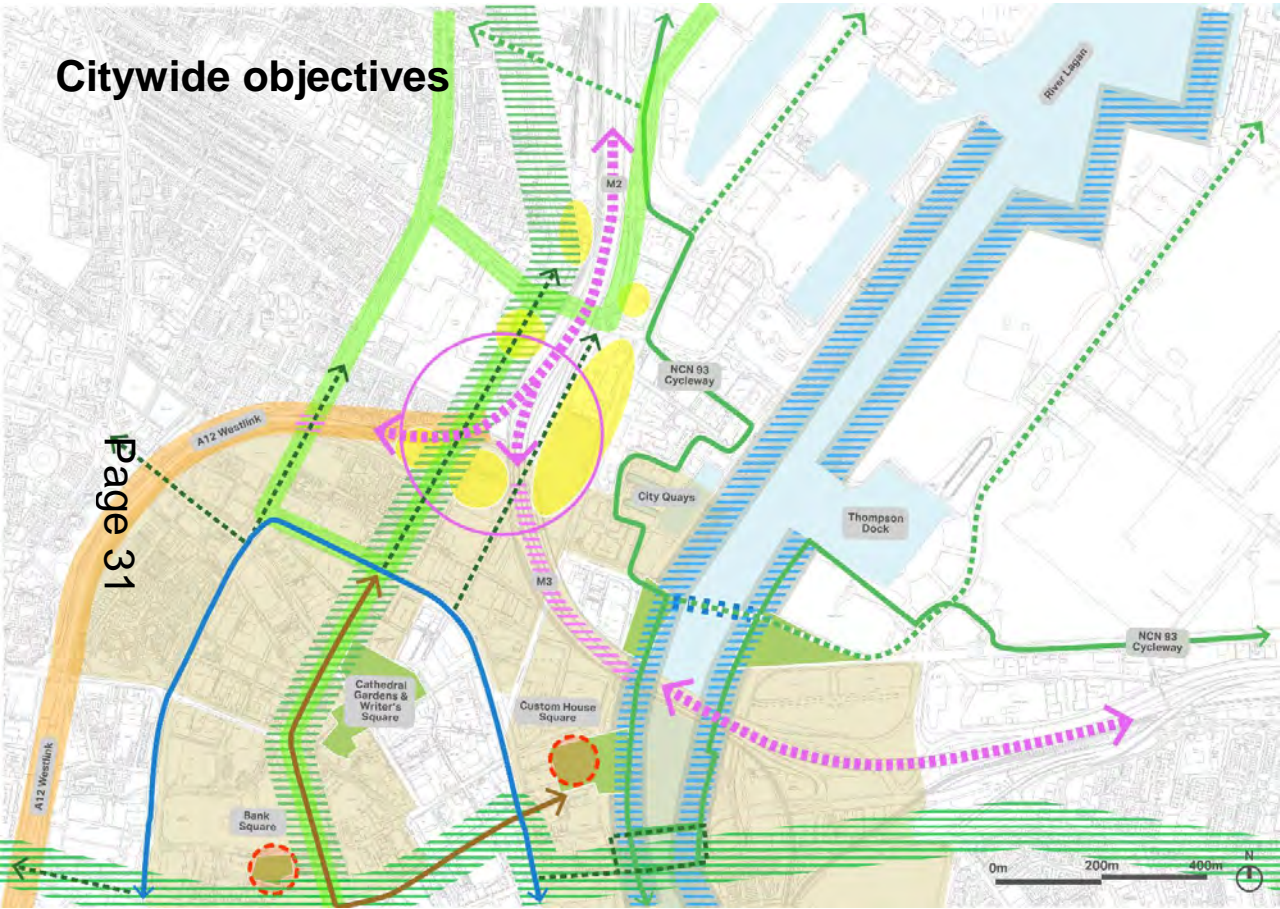 Citywide objectives
River Lagan
M2
NCN 93
Cycleway
A12 Westlink
Page 31
City Quays
Thompson
Dock
M3
NCN 93
Cycleway
Cathedral
Gardens &
Writer's
Square
Custom House
Square
A12 Westlink
Bank
Square
0m
200m
400m
N